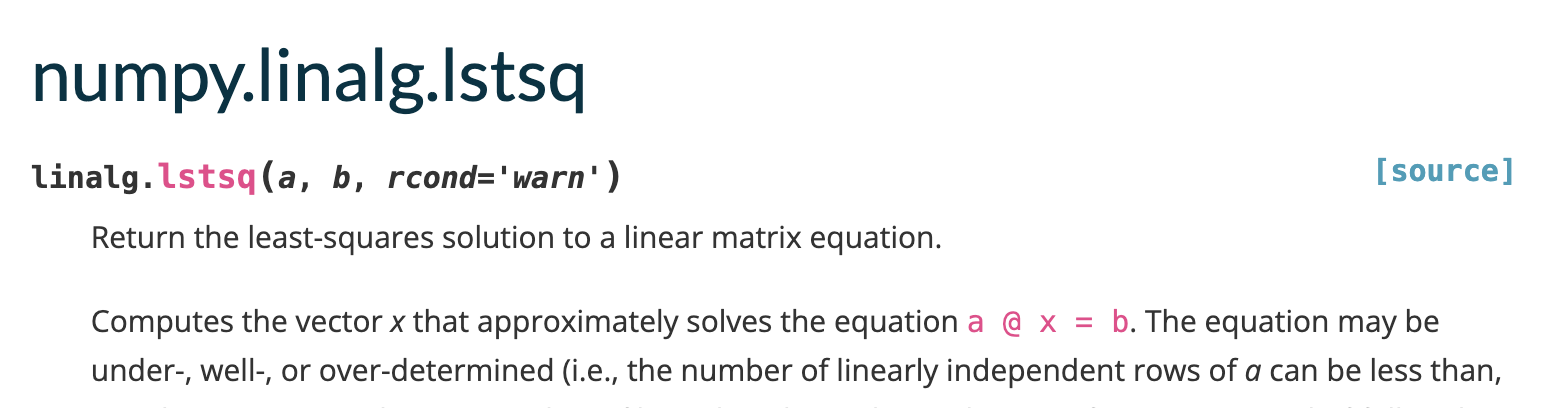 numpy.linalg.lstsq
linalg.lstsq(a, b, rcond='warn') [source]
Return the least-squares solution to a linear matrix equation.
Computes the vector x that approximately solves the equation a @ x = b. The equation may be
under-, well-, or over-determined (i.e., the number of linearly independent rows of a can be less than,